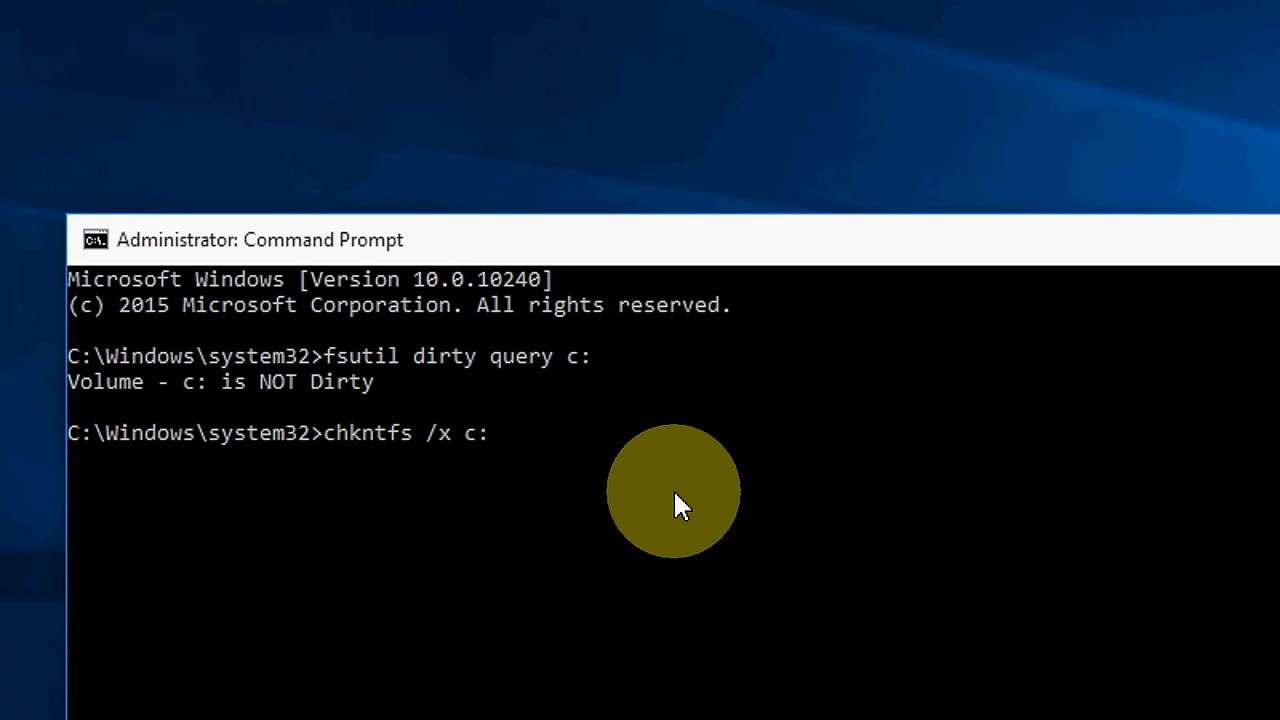 Administrator: Command Prompt
Microsoft Windows [Version 10.0.10240]
(c) 2015 Microsoft Corporation. All rights reserved.
C:\Windows\system32>fsutil dirty query c:
Volume - c: is NOT Dirty
C:\Windows\system32>chkntfs /x c: